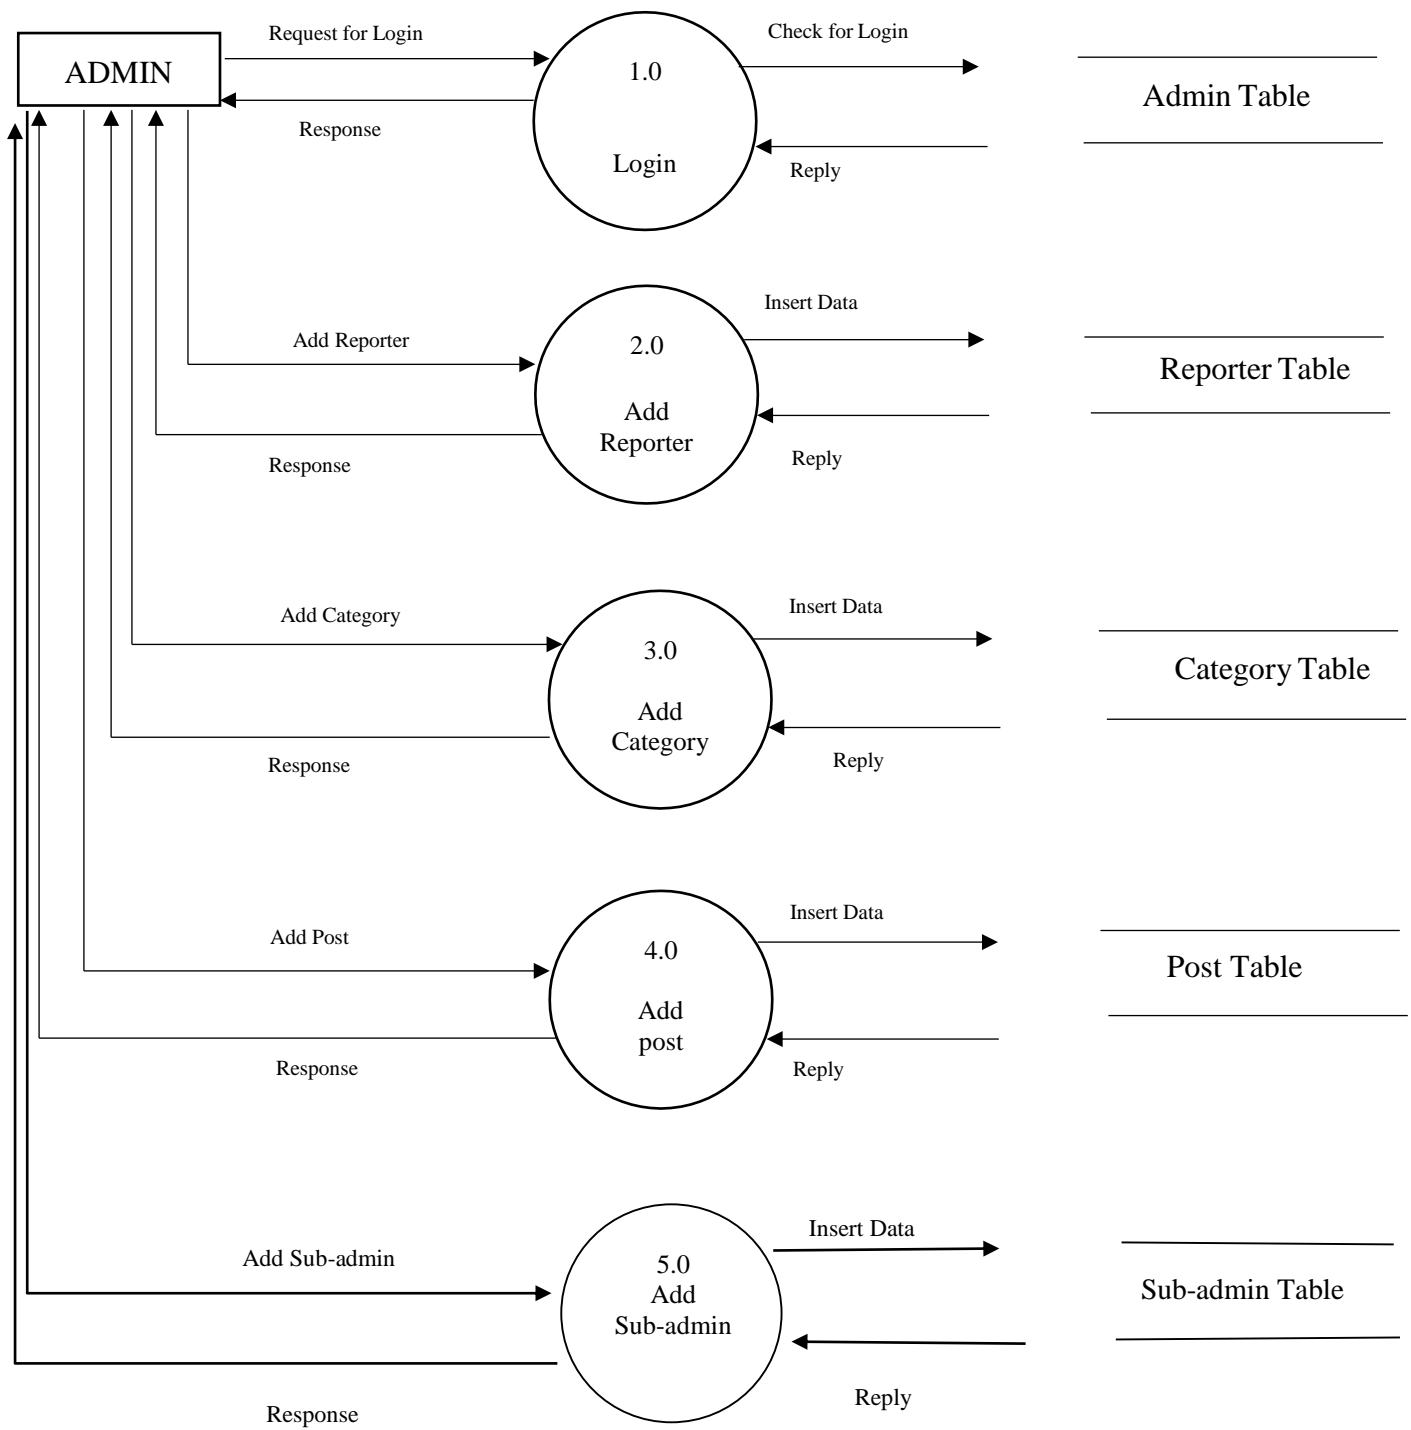 Request for Login
Check for Login
ADMIN
1.0
Admin Table
Response
Login
Reply
Insert Data
Add Reporter
2.0
Reporter Table
Add
Reporter
Response
Reply
Add Category
Insert Data
3.0
Category Table
Add
Category
Response
Reply
Insert Data
Add Post
4.0
Post Table
Add
post
Response
Reply
Insert Data
Add Sub-admin
5.0
Add
Sub-admin
Sub-admin Table
Reply
Response